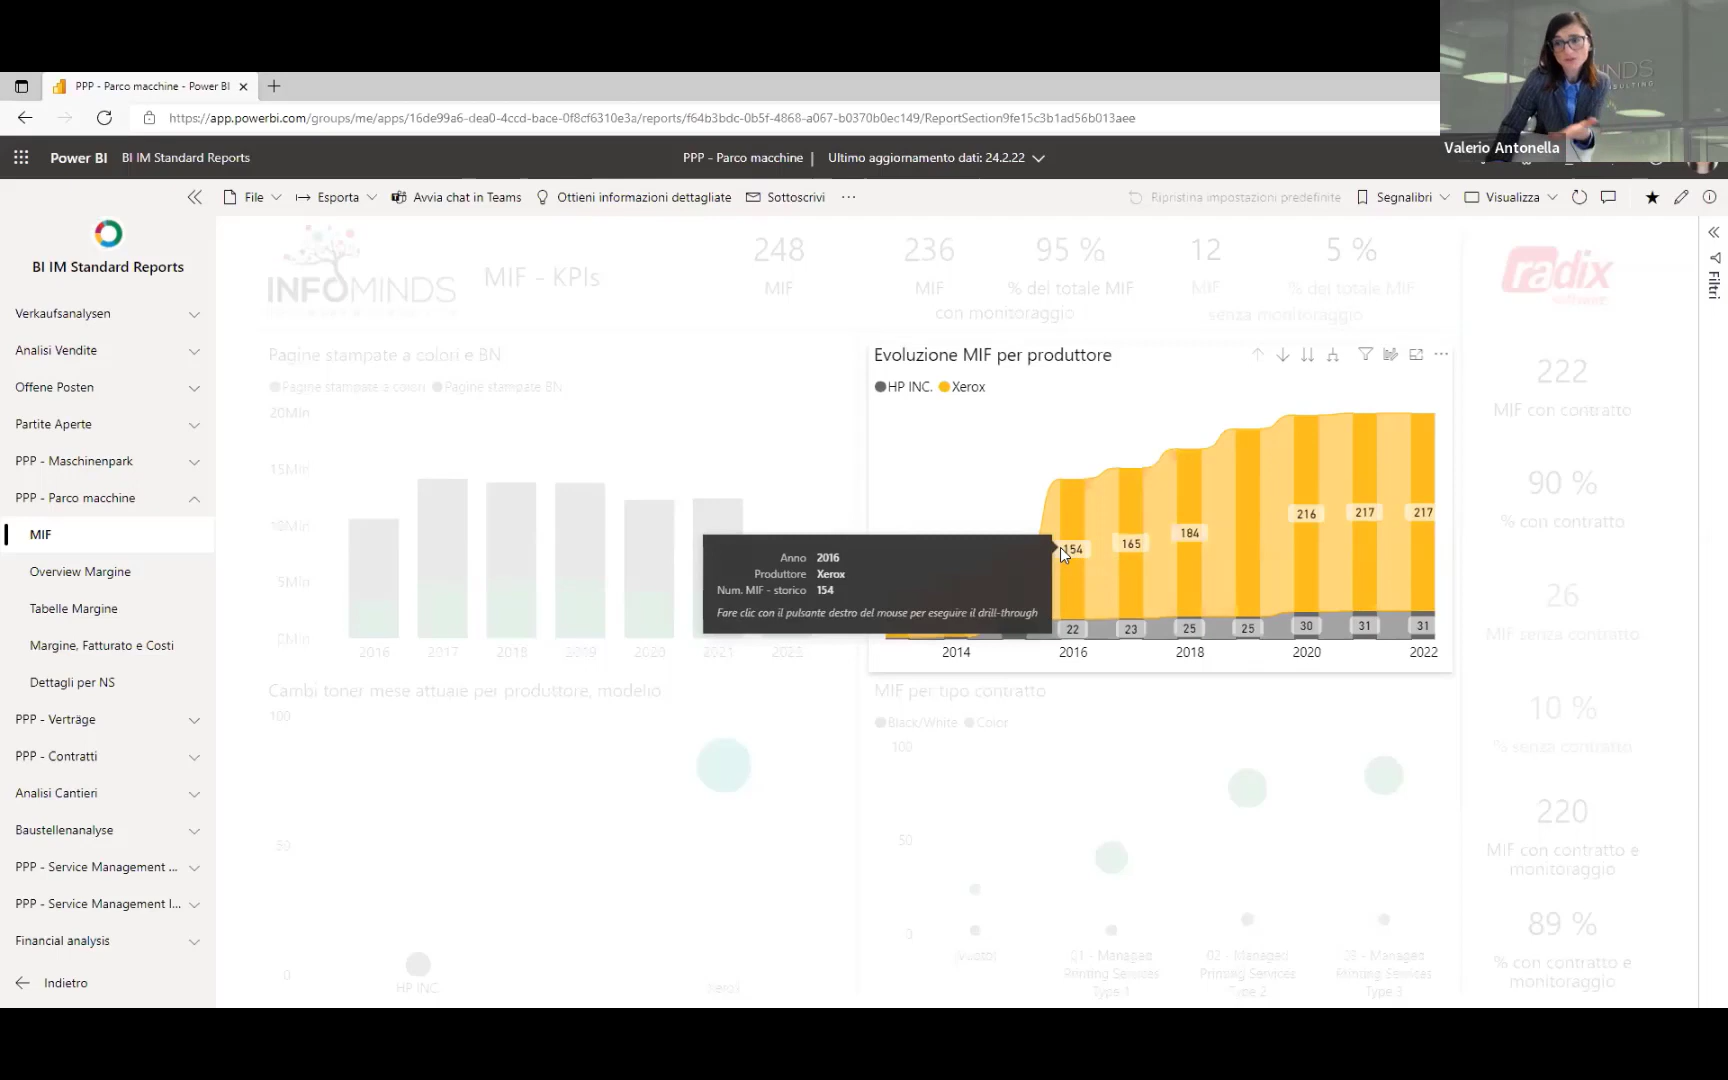 Valerio Antonella
PPP - Parco macchine - Power BI
https://app.powerbi.com/groups/me/apps/16de99a6-dea0-4ccd-bace-0f8cf6310e3a/reports/f64b3bdc-0b5f-4868-a067-b0370b0ec149/ReportSection9fe15c3b1ad56b013aee
Power BI BI IM Standard Reports
PPP - Parco macchine | Ultimo aggiornamento dati: 24.2.22
File
Esporta
Avvia chat in Teams
Ottieni informazioni dettagliate
Sottoscrivi
Ripristina impostazioni predefinite
Segnalibri
Visualizza
BI IM Standard Reports
Verkaufsanalysen
Analisi Vendite
Offene Posten
Partite Aperte
PPP - Maschinenpark
PPP - Parco macchine
MIF
Overview Margine
Tabelle Margine
Margine, Fatturato e Costi
Dettagli per NS
PPP - Verträge
PPP - Contratti
Analisi Cantieri
Baustellenanalyse
PPP - Service Management ...
PPP - Service Management I...
Financial analysis
Indietro
INFOMINDS
MIF - KPIs
248
MIF
236
MIF
95 %
% del totale MIF
con monitoraggio
12
MIF
5 %
% del totale MIF
senza monitoraggio
radix
software
Filtri
Pagine stampate a colori e BN
Pagine stampate a colori Pagine stampate BN
20Mln
15Mln
10Mln
5Mln
0Mln
2016 2017 2018 2019 2020 2021 2022
Evoluzione MIF per produttore
HP INC. Xerox
154 165 184 216 217 217
22 23 25 25 30 31 31
2014 2016 2018 2020 2022
Anno 2016
Produttore Xerox
Num. MIF - storico 154
Fare clic con il pulsante destro del mouse per eseguire il drill-through
Cambi toner mese attuale per produttore, modello
100
50
0
HP INC
Xerox
MIF per tipo contratto
Black/White Color
100
50
0
(Vuoto)
01 - Managed
Printing Services
Type 1
02 - Managed
Printing Services
Type 2
03 - Managed
Printing Services
Type 3
222
MIF con contratto
90 %
% con contratto
26
MIF senza contratto
10 %
% senza contratto
220
MIF con contratto e
monitoraggio
89 %
% con contratto e
monitoraggio